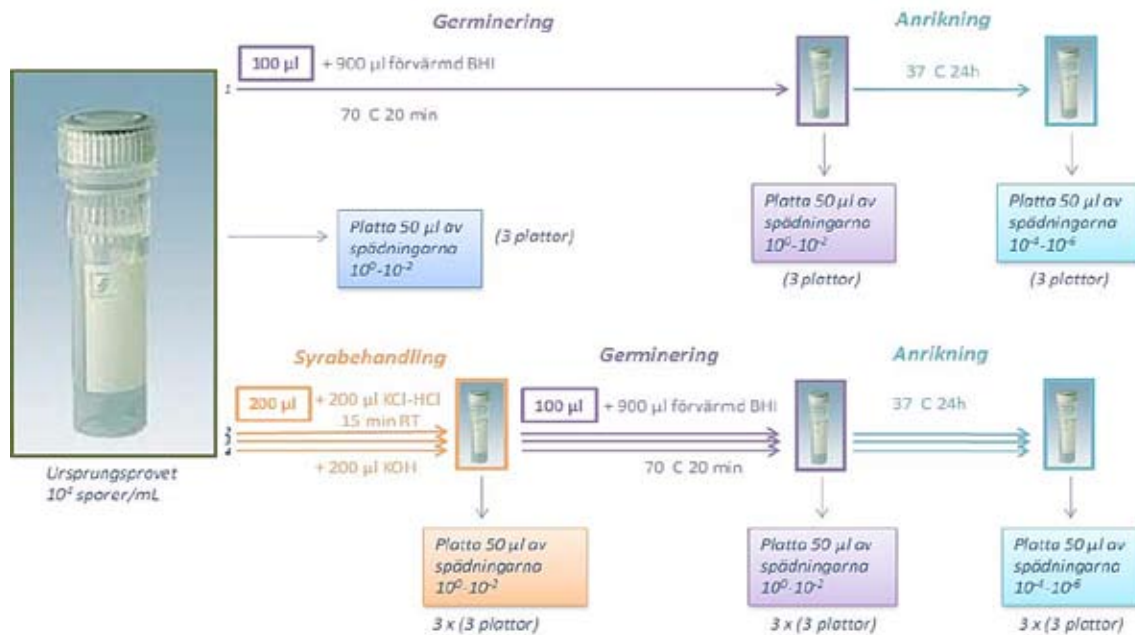 Germinering
Anrikning
100 µl + 900 µl förvärmd BHI
37 C 24h
1
70 C 20 min
Platta 50 µl av
spädningarna
10⁰-10⁻²
(3 plattor)
Platta 50 µl av
spädningarna
10⁰-10⁻²
(3 plattor)
Platta 50 µl av
spädningarna
10⁻⁴-10⁻⁶
(3 plattor)
Syrabehandling
Germinering
Anrikning
200 µl + 200 µl KCl-HCl
15 min RT
100 µl + 900 µl förvärmd BHI
37 C 24h
+ 200 µl KOH
70 C 20 min
Ursprungsprovet
sporer/mL
Platta 50 µl av
spädningarna
10⁰-10⁻²
3 x (3 plattor)
Platta 50 µl av
spädningarna
10⁰-10⁻²
3 x (3 plattor)
Platta 50 µl av
spädningarna
10⁻⁴-10⁻⁶
3 x (3 plattor)